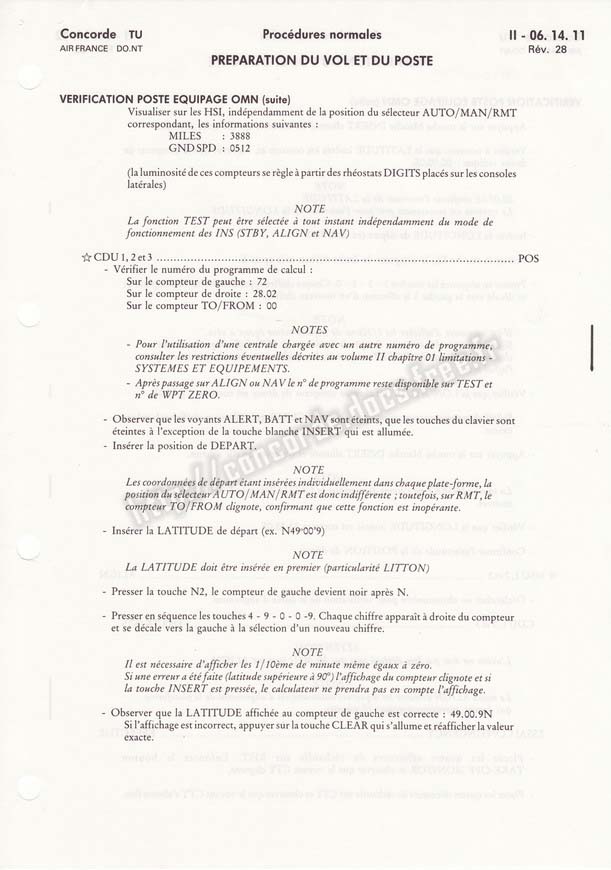 Concorde TU
Procédures normales
II - 06. 14. 11
AIR FRANCE DO.NT
Rév. 28
PREPARATION DU VOL ET DU POSTE
VERIFICATION POSTE EQUIPAGE OMN (suite)
Visualiser sur les HSI, indépendamment de la position du sélecteur AUTO/MAN/RMT
correspondant, les informations suivantes :
MILES : 3888
GND SPD : 0512
(la luminosité de ces compteurs se règle à partir des rhéostats DIGITS placés sur les consoles
latérales)
NOTE
La fonction TEST peut être sélectée à tout instant indépendamment du mode de
fonctionnement des INS (STBY, ALIGN et NAV)
☆ CDU 1, 2 et 3 .......................................................... POS
- Vérifier le numéro du programme de calcul :
Sur le compteur de gauche : 72
Sur le compteur de droite : 28.02
Sur le compteur TO/FROM : 00
NOTES
- Pour l'utilisation d'une centrale chargée avec un autre numéro de programme,
consulter les restrictions éventuelles décrites au volume II chapître 01 limitations -
SYSTEMES ET EQUIPEMENTS.
- Après passage sur ALIGN ou NAV le n° de programme reste disponible sur TEST et
n° de WPT ZERO.
- Observer que les voyants ALERT, BATT et NAV sont éteints, que les touches du clavier sont
éteintes à l'exception de la touche blanche INSERT qui est allumée.
- Insérer la position de DEPART.
NOTE
Les coordonnées de départ étant insérées individuellement dans chaque plate-forme, la
position du sélecteur AUTO/MAN/RMT est donc indifférente ; toutefois, sur RMT, le
compteur TO/FROM clignote, confirmant que cette fonction est inopérante.
- Insérer la LATITUDE de départ (ex. N49°00'9)
NOTE
La LATITUDE doit être insérée en premier (particularité LITTON)
- Presser la touche N2, le compteur de gauche devient noir après N.
- Presser en séquence les touches 4 - 9 - 0 - 0 -9. Chaque chiffre apparaît à droite du compteur
et se décale vers la gauche à la sélection d'un nouveau chiffre.
NOTE
Il est nécessaire d'afficher les 1/10ème de minute même égaux à zéro.
Si une erreur a été faite (latitude supérieure à 90°) l'affichage du compteur clignote et si
la touche INSERT est pressée, le calculateur ne prendra pas en compte l'affichage.
- Observer que la LATITUDE affichée au compteur de gauche est correcte : 49.00.9N
Si l'affichage est incorrect, appuyer sur la touche CLEAR qui s'allume et réafficher la valeur
exacte.
http://concorde.docs.free.fr